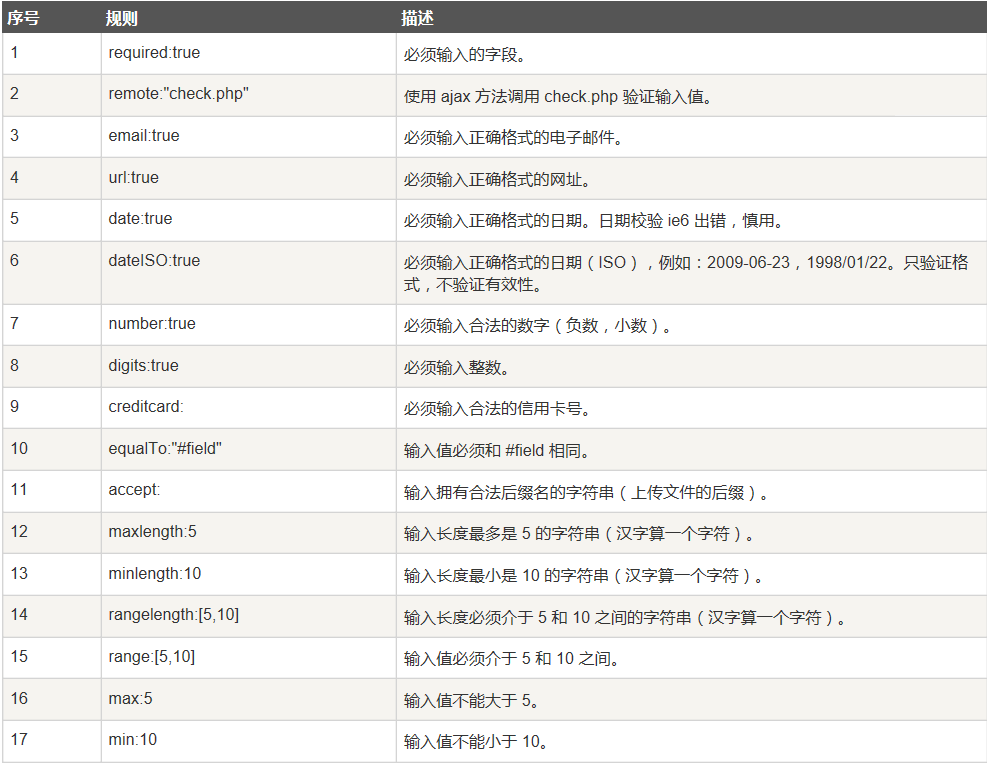 序号 规则 描述
1 required:true 必须输入的字段。
2 remote:"check.php" 使用 ajax 方法调用 check.php 验证输入值。
3 email:true 必须输入正确格式的电子邮件。
4 url:true 必须输入正确格式的网址。
5 date:true 必须输入正确格式的日期。日期校验 ie6 出错，慎用。
6 dateISO:true 必须输入正确格式的日期（ISO），例如：2009-06-23，1998/01/22。只验证格
式，不验证有效性。
7 number:true 必须输入合法的数字（负数，小数）。
8 digits:true 必须输入整数。
9 creditcard: 必须输入合法的信用卡号。
10 equalTo:"#field" 输入值必须和 #field 相同。
11 accept: 输入拥有合法后缀名的字符串（上传文件的后缀）。
12 maxlength:5 输入长度最多是 5 的字符串（汉字算一个字符）。
13 minlength:10 输入长度最小是 10 的字符串（汉字算一个字符）。
14 rangelength:[5,10] 输入长度必须介于 5 和 10 之间的字符串（汉字算一个字符）。
15 range:[5,10] 输入值必须介于 5 和 10 之间。
16 max:5 输入值不能大于 5。
17 min:10 输入值不能小于 10。